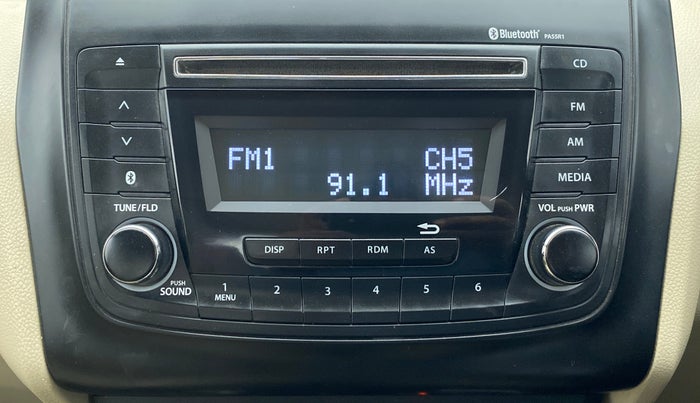 Bluetooth PA5SR1
CD
FM
AM
MEDIA
FM1 CH5
91.1 MHz
TUNE/FLD
VOL PUSH PWR
DISP RPT RDM AS
PUSH
SOUND
1 2 3 4 5 6
MENU